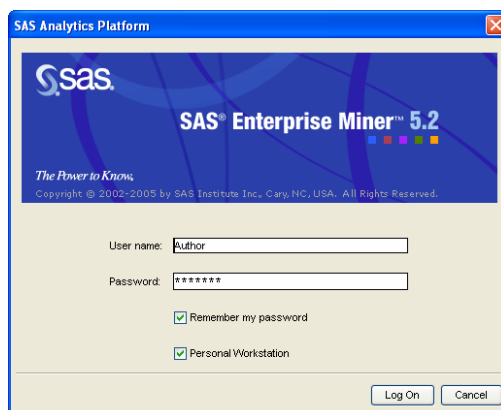 SAS Analytics Platform
sas.
SAS® Enterprise Miner™ 5.2
The Power to Know,
Copyright © 2002-2005 by SAS Institute Inc., Cary, NC, USA. All Rights Reserved.
User name: Author
Password: *******
Remember my password
Personal Workstation
Log On Cancel